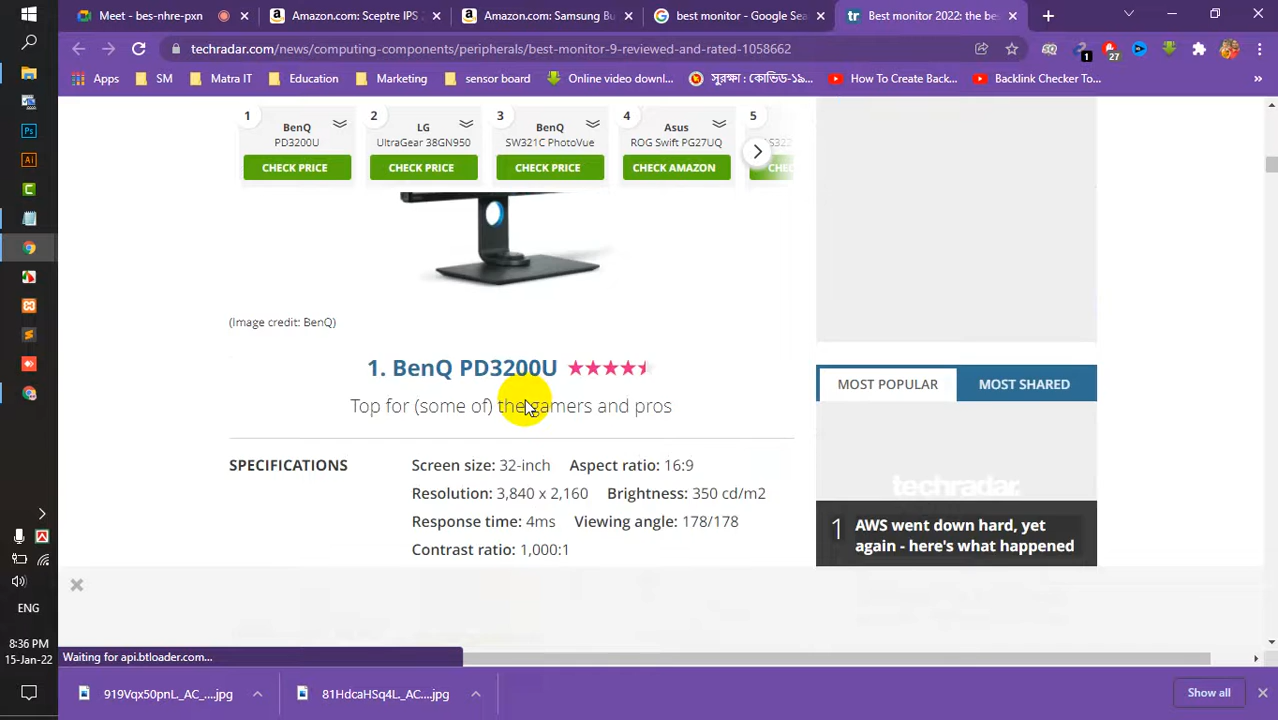 Meet - bes-nhre-pxn
Amazon.com: Sceptre IPS
Amazon.com: Samsung Bu
best monitor - Google Sea
Best monitor 2022: the be
techradar.com/news/computing-components/peripherals/best-monitor-9-reviewed-and-rated-1058662
1
27
Apps
SM
Matra IT
Education
Marketing
sensor board
Online video downl...
সুরক্ষা : কোভিড-১৯...
How To Create Back...
Backlink Checker To...
»
1 BenQ PD3200U CHECK PRICE
2 LG UltraGear 38GN950 CHECK PRICE
3 BenQ SW321C PhotoVue CHECK PRICE
4 Asus ROG Swift PG27UQ CHECK AMAZON
5
(Image credit: BenQ)
1. BenQ PD3200U
Top for (some of) the gamers and pros
SPECIFICATIONS
Screen size: 32-inch Aspect ratio: 16:9
Resolution: 3,840 x 2,160 Brightness: 350 cd/m2
Response time: 4ms Viewing angle: 178/178
Contrast ratio: 1,000:1
MOST POPULAR
MOST SHARED
techradar.
1 AWS went down hard, yet
again - here's what happened
ENG
8:36 PM
15-Jan-22
Waiting for api.btloader.com...
919Vqx50pnL._AC_....jpg
81HdcaHSq4L._AC_....jpg
Show all